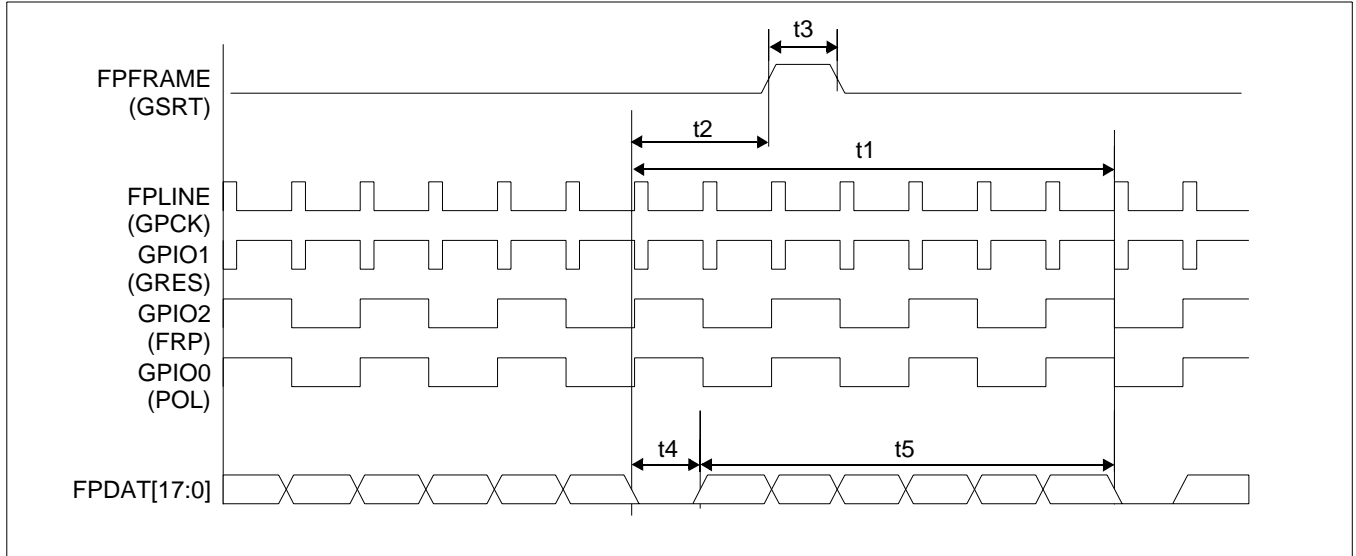 t3
FPFRAME
(GSRT)
t2
t1
FPLINE
(GPCK)
GPIO1
(GRES)
GPIO2
(FRP)
GPIO0
(POL)
t4
t5
FPDAT[17:0]